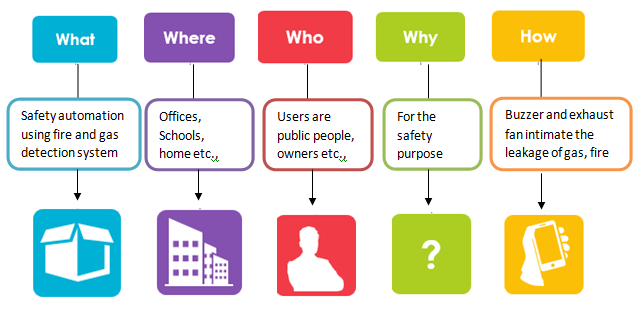 What
Where
Who
Why
How
Safety automation
using fire and gas
detection system
Offices,
Schools,
home etc.,
Users are
public people,
owners etc.,
For the
safety
purpose
Buzzer and exhaust
fan intimate the
leakage of gas, fire
?